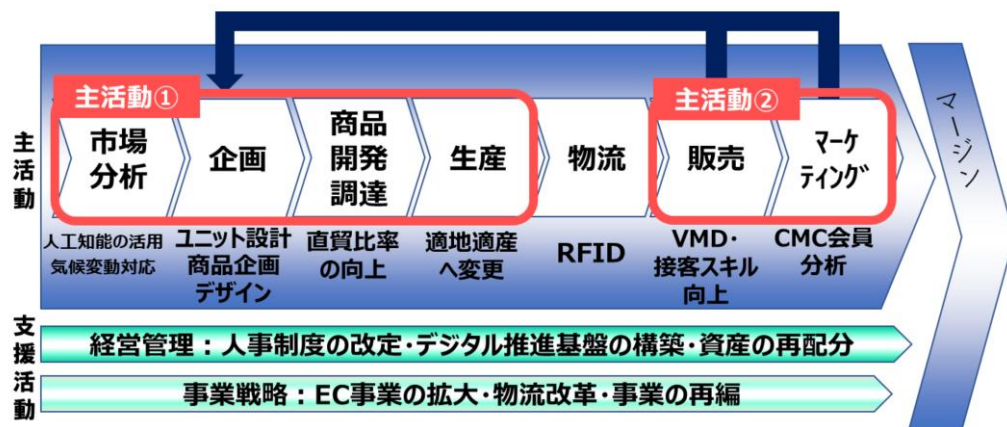 主活動①
主活動②
主活動
市場
分析
企画
商品
開発
調達
生産
物流
販売
ﾏｰｹ
ﾃｨﾝｸﾞ
マージン
人工知能の活用
気候変動対応
ユニット設計
商品企画
デザイン
直貿比率
の向上
適地適産
へ変更
RFID
VMD・
接客スキル
向上
CMC会員
分析
支援活動
経営管理：人事制度の改定･デジタル推進基盤の構築･資産の再配分
事業戦略：EC事業の拡大･物流改革･事業の再編